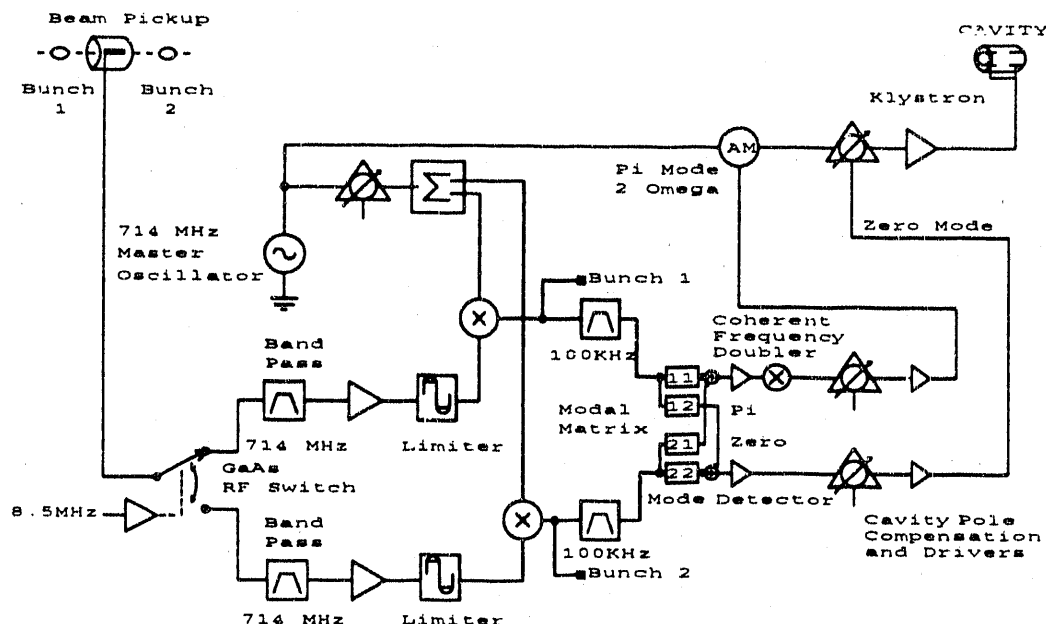 Beam Pickup
CAVITY
Bunch
1
Bunch
2
Klystron
AM
Pi Mode
2 Omega
Σ
714 MHz
Master
Oscillator
Zero Mode
Bunch 1
Band
Pass
100KHz
Coherent
Frequency
Doubler
11
12
Modal
Matrix
Pi
21
Zero
22
714 MHz
Limiter
GaAs
RF Switch
Mode Detector
8.5MHz
Band
Pass
100KHz
Bunch 2
Cavity Pole
Compensation
and Drivers
714 MHz
Limiter